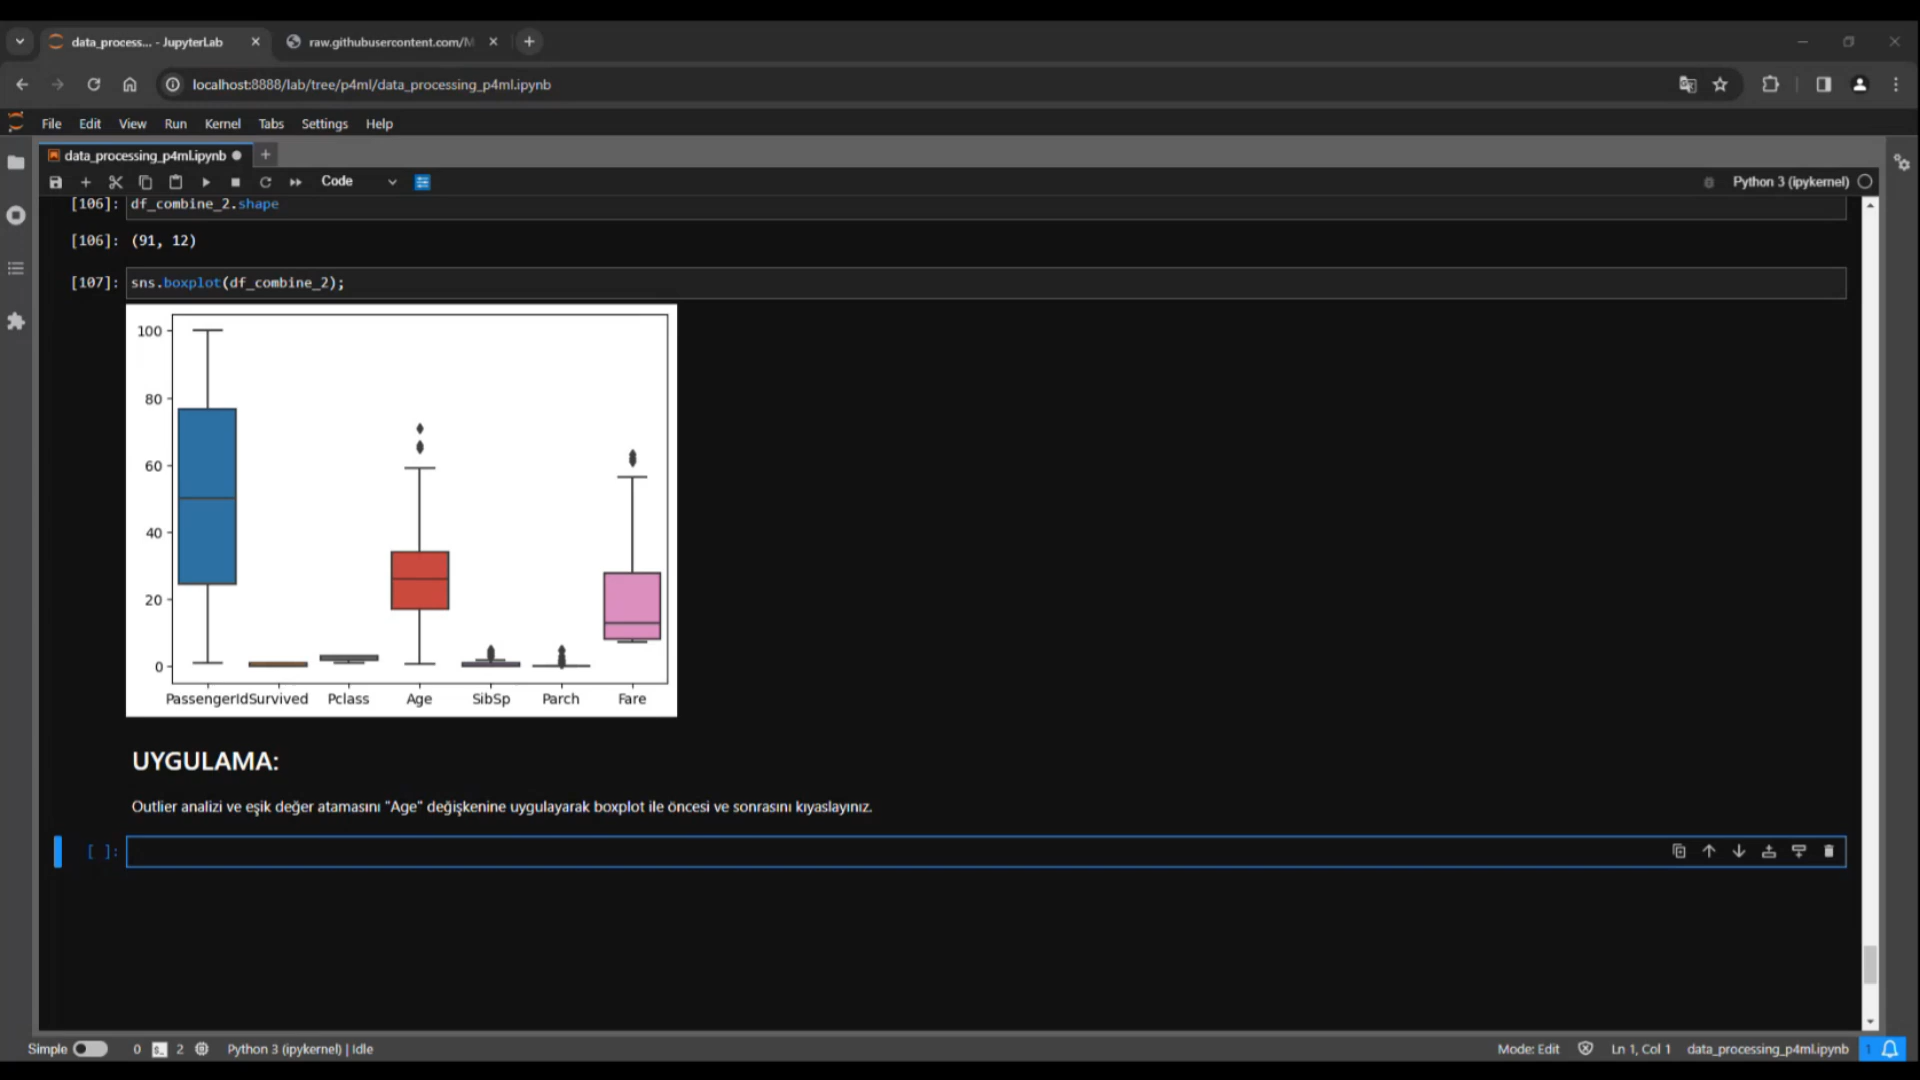 data_process... - JupyterLab
raw.githubusercontent.com/M
localhost:8888/lab/tree/p4ml/data_processing_p4ml.ipynb
File Edit View Run Kernel Tabs Settings Help
data_processing_p4ml.ipynb
Code
Python 3 (ipykernel)
[106]: df_combine_2.shape
[106]: (91, 12)
[107]: sns.boxplot(df_combine_2);
100
80
60
40
20
0
PassengerId Survived Pclass Age SibSp Parch Fare
UYGULAMA:
Outlier analizi ve eşik değer atamasını "Age" değişkenine uygulayarak boxplot ile öncesi ve sonrasını kıyaslayınız.
[ ]:
Simple 0 $_ 2 Python 3 (ipykernel) | Idle Mode: Edit Ln 1, Col 1 data_processing_p4ml.ipynb 1